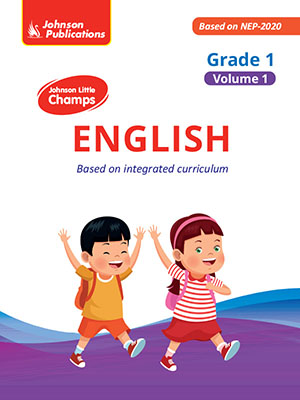 Johnson
Publications
Based on NEP-2020
Grade 1
Volume 1
Johnson Little
Champs
ENGLISH
Based on integrated curriculum